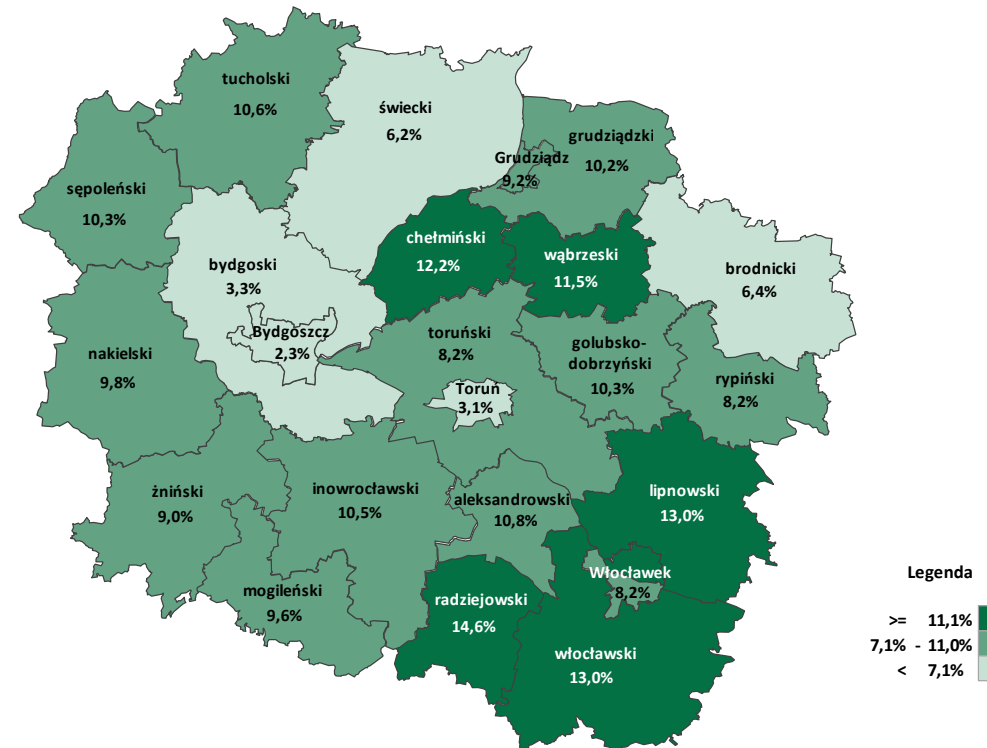 tucholski
10,6%
świecki
6,2%
grudziądzki
10,2%
Grudziądz
9,2%
sępoleński
10,3%
chełmiński
12,2%
wąbrzeski
11,5%
brodnicki
6,4%
bydgoski
3,3%
Bydgoszcz
2,3%
toruński
8,2%
golubsko-
dobrzyński
10,3%
nakielski
9,8%
rypiński
8,2%
Toruń
3,1%
żniński
9,0%
inowrocławski
10,5%
aleksandrowski
10,8%
lipnowski
13,0%
mogileński
9,6%
radziejowski
14,6%
Włocławek
8,2%
włocławski
13,0%
Legenda
>= 11,1%
7,1% - 11,0%
< 7,1%